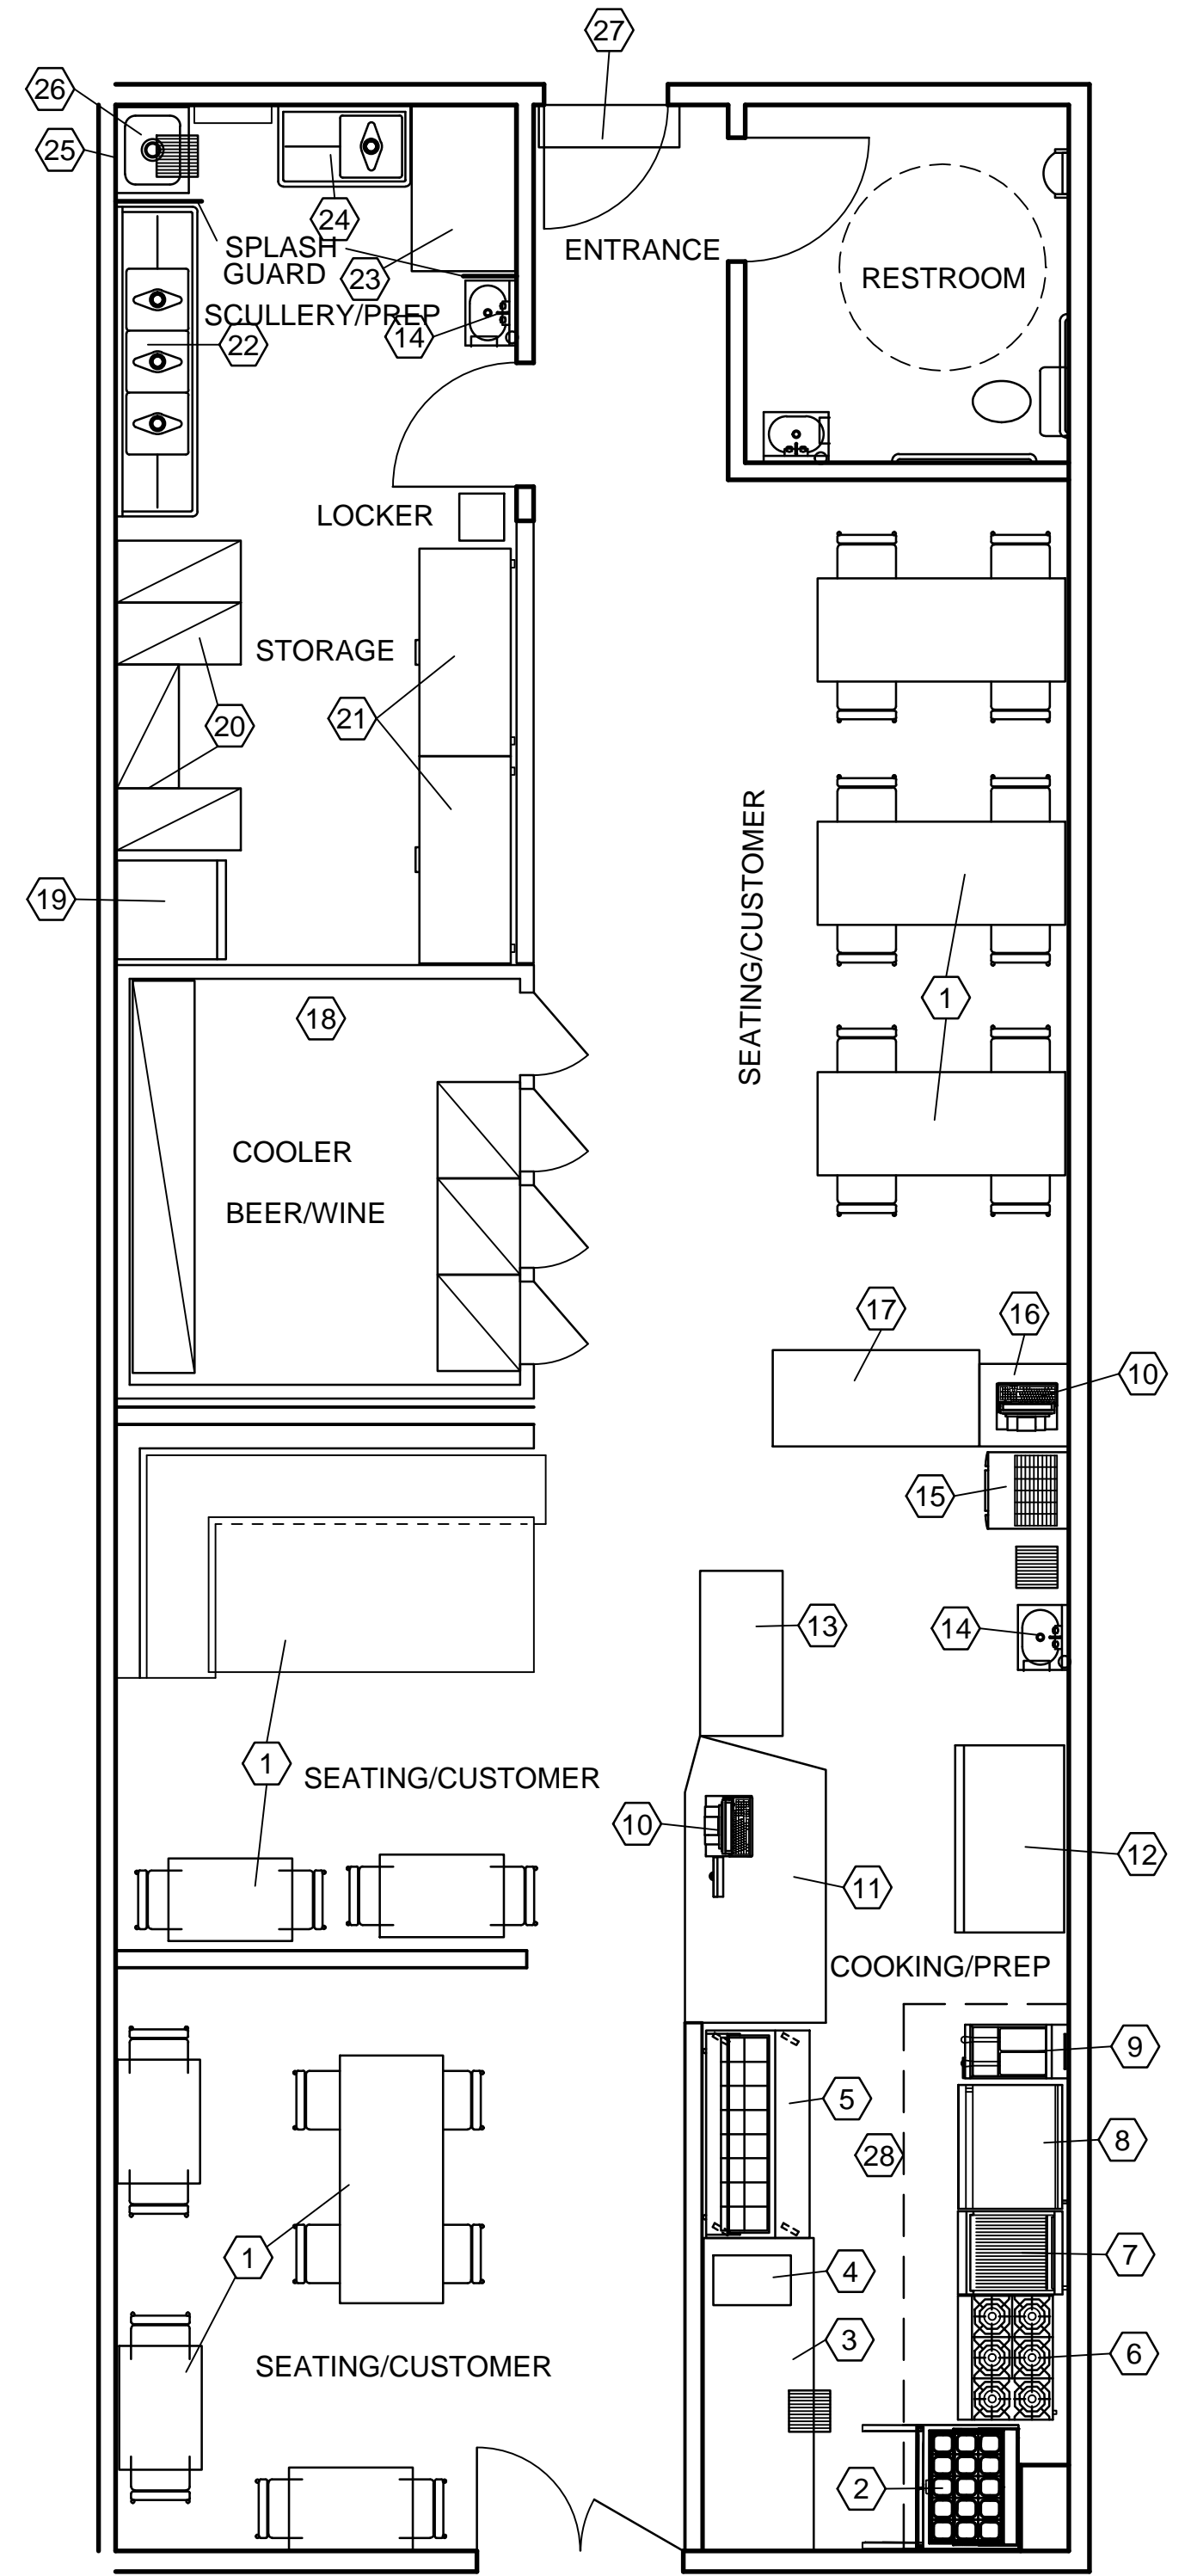 27
26
25
24
ENTRANCE
SPLASH
GUARD
23
RESTROOM
SCULLERY/PREP
14
22
LOCKER
STORAGE
20
21
SEATING/CUSTOMER
19
1
18
COOLER
BEER/WINE
17
16
10
15
13
14
1
SEATING/CUSTOMER
10
12
11
COOKING/PREP
9
5
8
28
7
1
4
3
6
SEATING/CUSTOMER
2